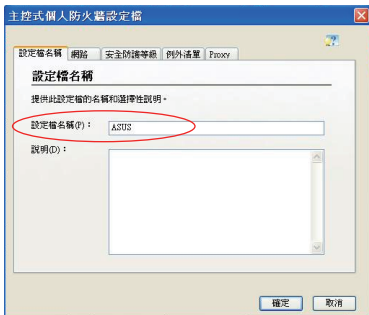 主控式個人防火牆設定檔
設定檔名稱 網路 安全防護等級 例外清單 Proxy
設定檔名稱
提供此設定檔的名稱和選擇性說明。
設定檔名稱(P)： ASUS
說明(D)：
確定 取消